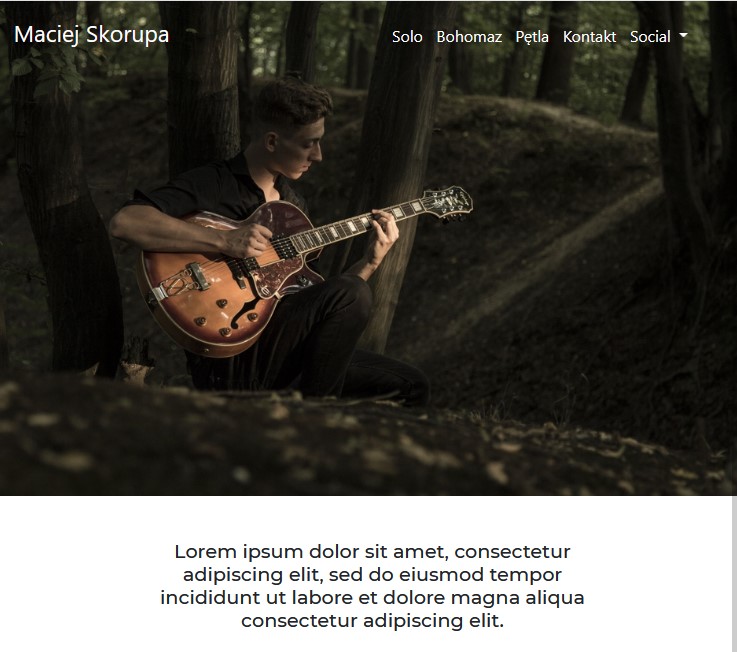 Maciej Skorupa
Solo Bohomaz Pętla Kontakt Social
Lorem ipsum dolor sit amet, consectetur
adipiscing elit, sed do eiusmod tempor
incididunt ut labore et dolore magna aliqua
consectetur adipiscing elit.